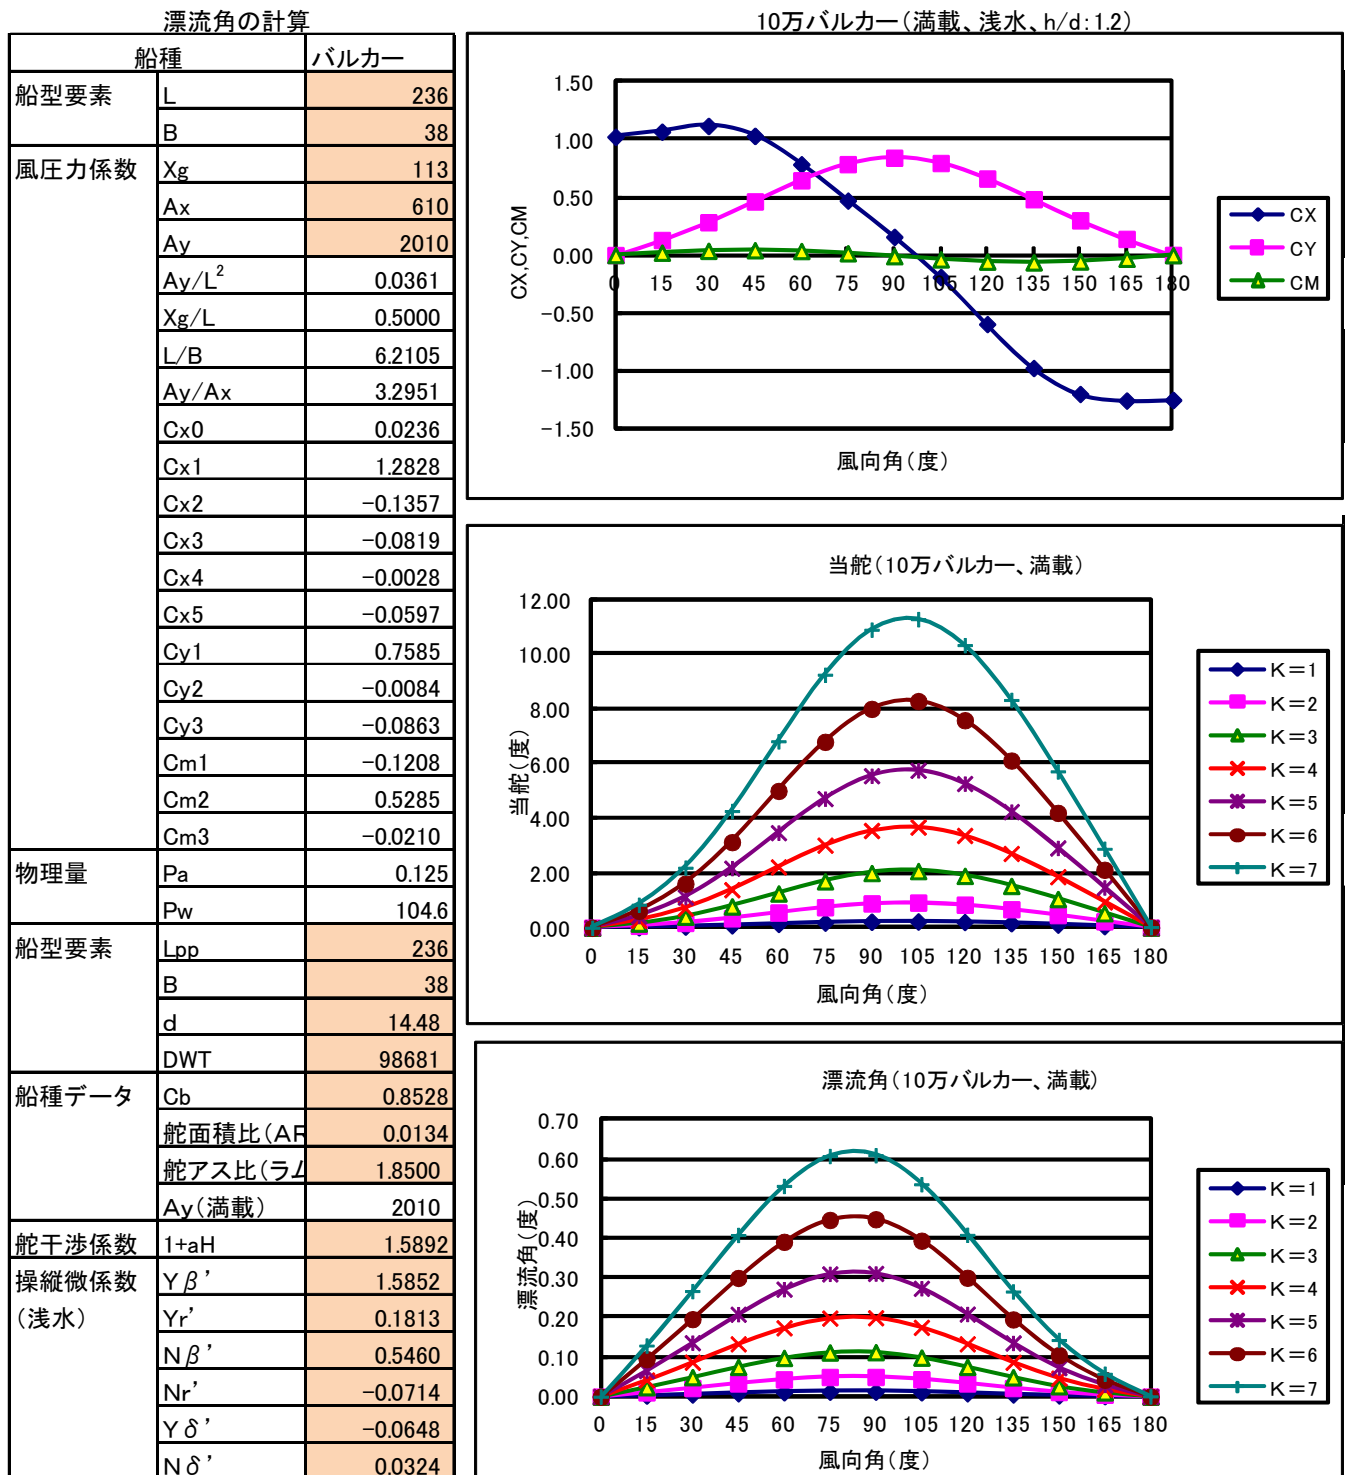 漂流角の計算
船種 バルカー
船型要素 L 236
B 38
風圧力係数 Xg 113
Ax 610
Ay 2010
Ay/L² 0.0361
Xg/L 0.5000
L/B 6.2105
Ay/Ax 3.2951
Cx0 0.0236
Cx1 1.2828
Cx2 -0.1357
Cx3 -0.0819
Cx4 -0.0028
Cx5 -0.0597
Cy1 0.7585
Cy2 -0.0084
Cy3 -0.0863
Cm1 -0.1208
Cm2 0.5285
Cm3 -0.0210
物理量 Pa 0.125
Pw 104.6
船型要素 Lpp 236
B 38
d 14.48
DWT 98681
船種データ Cb 0.8528
舵面積比(AR 0.0134
舵アス比(ラム 1.8500
Ay(満載) 2010
舵干渉係数 1+aH 1.5892
操縦微係数 Yβ' 1.5852
(浅水) Yr' 0.1813
Nβ' 0.5460
Nr' -0.0714
Yδ' -0.0648
Nδ' 0.0324
10万バルカー(満載、浅水、h/d:1.2)
1.50
1.00
0.50
0.00
-0.50
-1.00
-1.50
CX,CY,CM
0 15 30 45 60 75 90 105 120 135 150 165 180
風向角(度)
CX
CY
CM
当舵(10万バルカー、満載)
12.00
10.00
8.00
6.00
4.00
2.00
0.00
当舵(度)
0 15 30 45 60 75 90 105 120 135 150 165 180
風向角(度)
K=1
K=2
K=3
K=4
K=5
K=6
K=7
漂流角(10万バルカー、満載)
0.70
0.60
0.50
0.40
0.30
0.20
0.10
0.00
漂流角(度)
0 15 30 45 60 75 90 105 120 135 150 165 180
風向角(度)
K=1
K=2
K=3
K=4
K=5
K=6
K=7